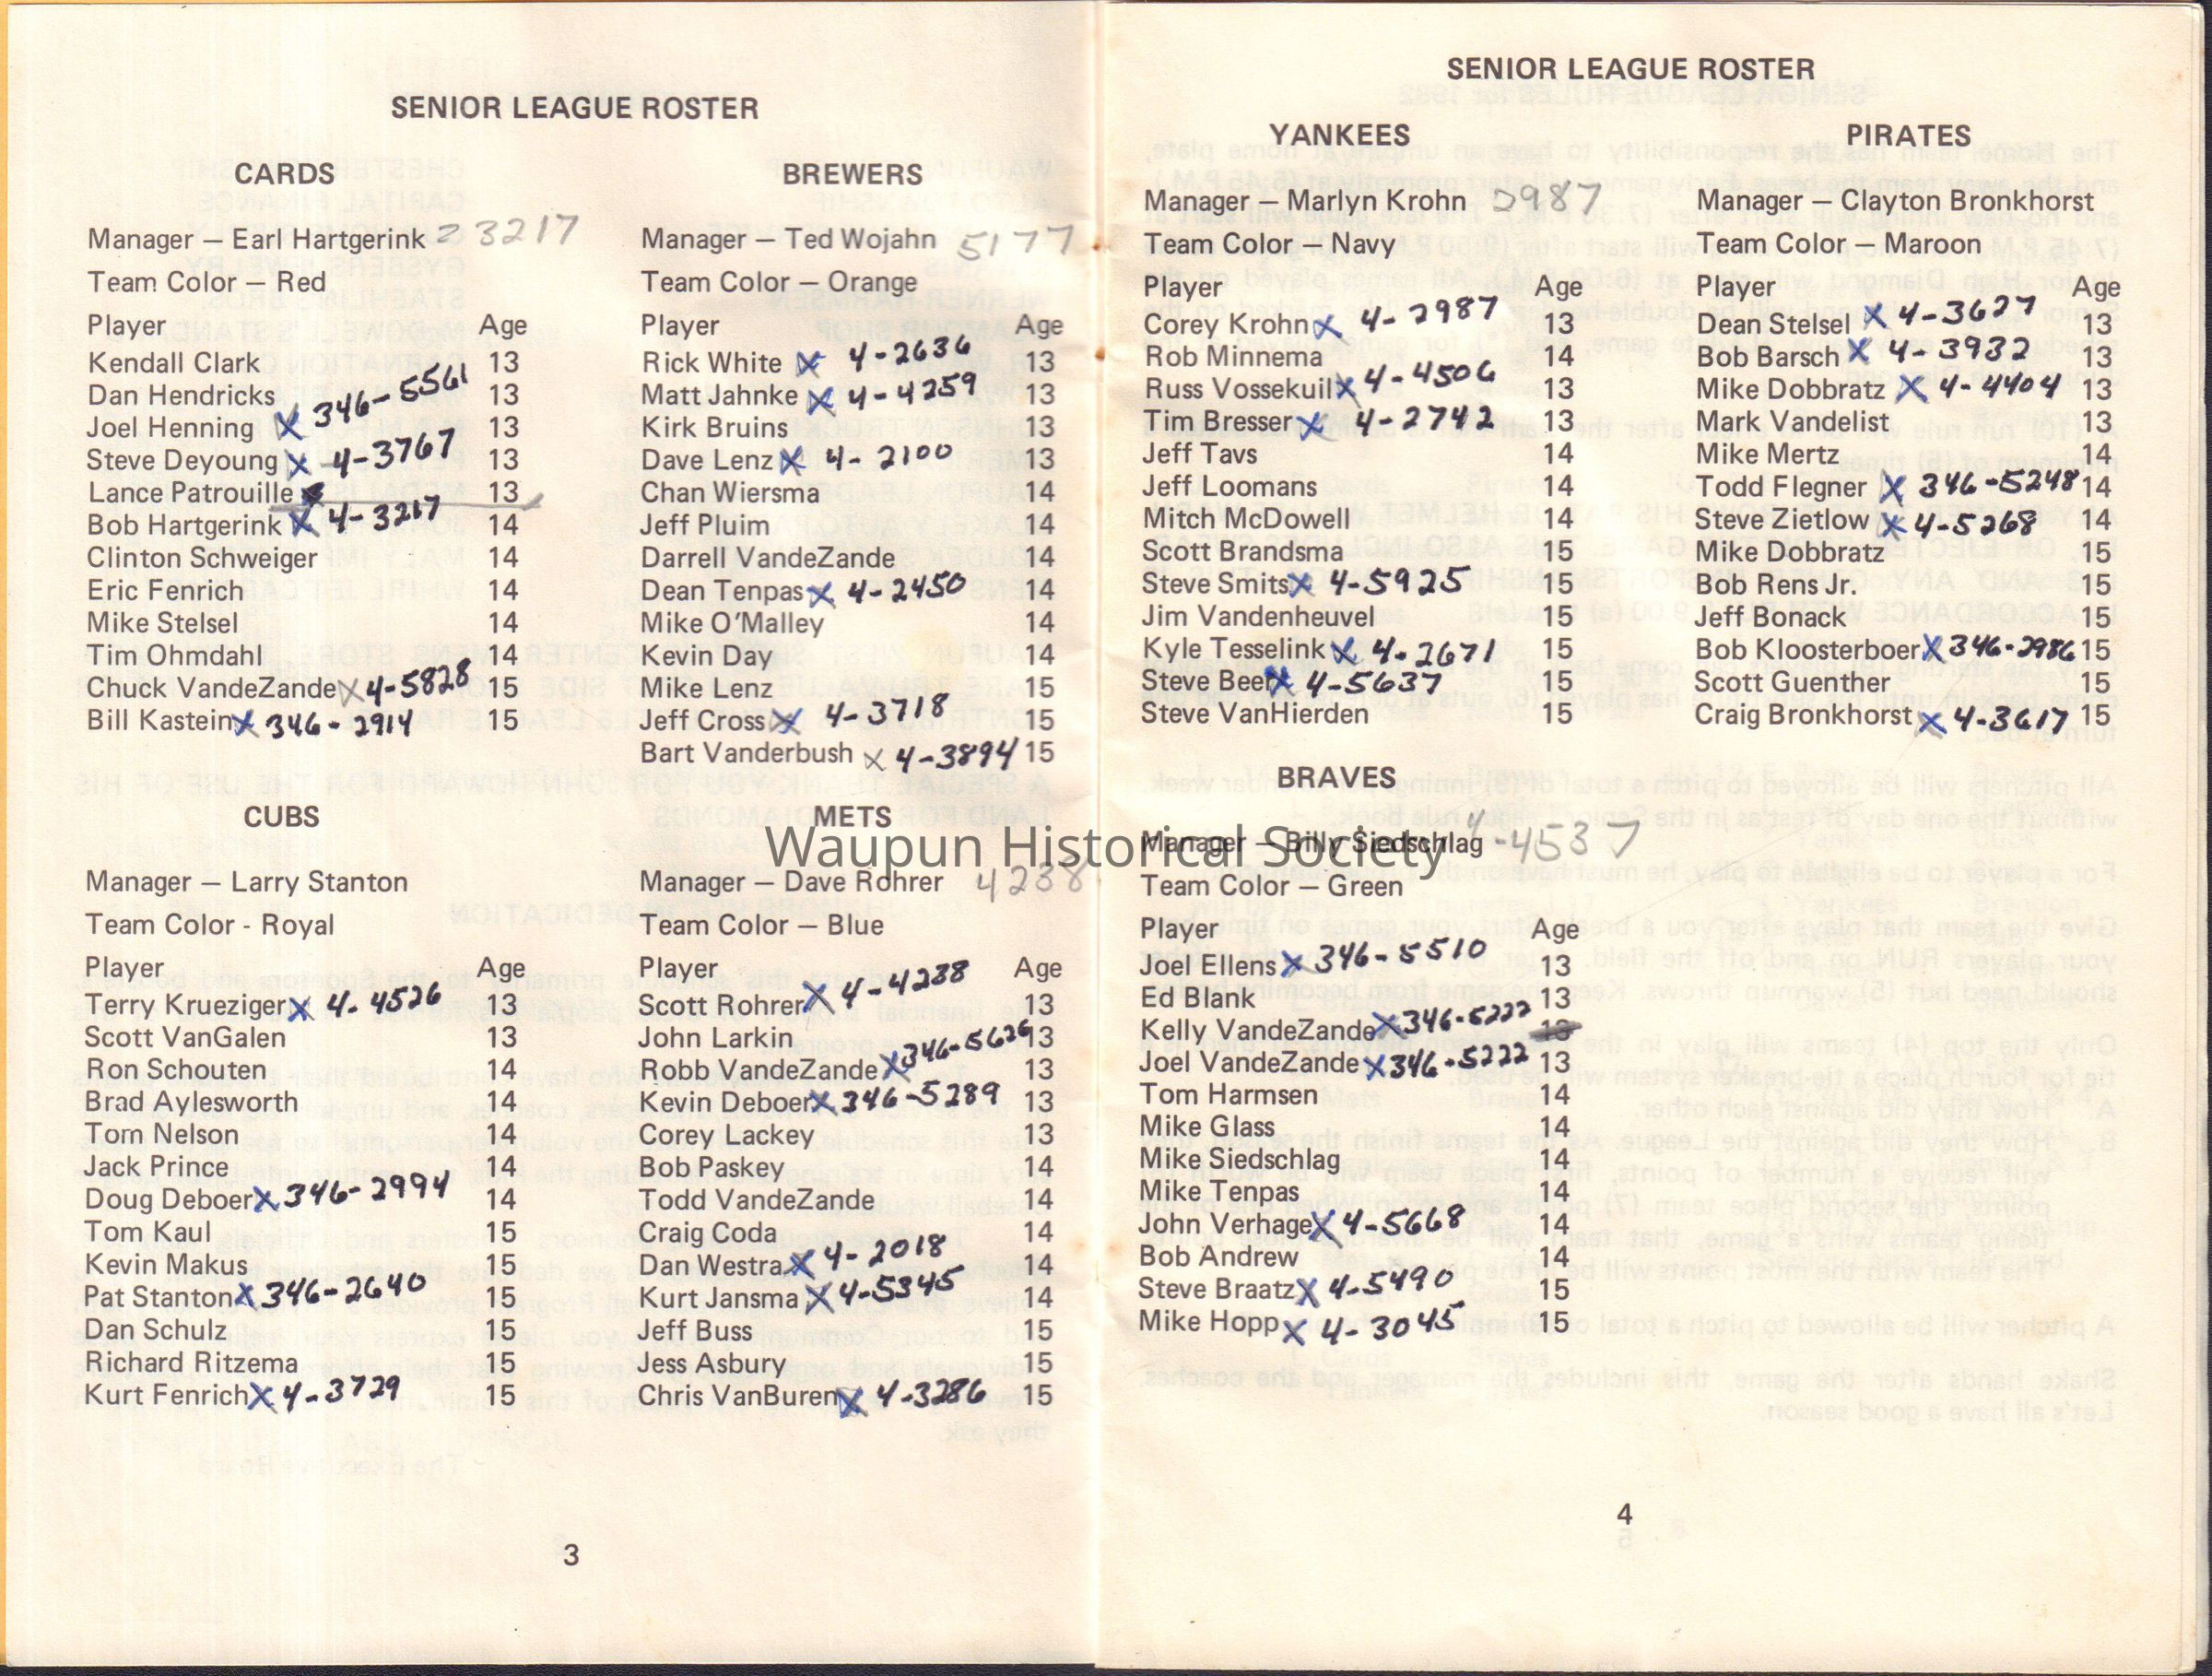 SENIOR LEAGUE ROSTER
CARDS
Manager — Earl Hartgerink 3217
Team Color — Red
Player Age
Kendall Clark 13
Dan Hendricks 13
Joel Henning X 346-5561 13
Steve Deyoung X 4-3767 13
Lance Patrouille 13
Bob Hartgerink X 4-3217 14
Clinton Schweiger 14
Eric Fenrich 14
Mike Stelsel 14
Tim Ohmdahl 14
Chuck VandeZande X 4-5828 15
Bill Kastein X 346-2914 15
BREWERS
Manager — Ted Wojahn 5177
Team Color — Orange
Player Age
Rick White X 4-2636 13
Matt Jahnke X 4-4259 13
Kirk Bruins 13
Dave Lenz X 4-2100 13
Chan Wiersma 14
Jeff Pluim 14
Darrell VandeZande 14
Dean Tenpas X 4-2450 14
Mike O'Malley 14
Kevin Day 14
Mike Lenz 15
Jeff Cross X 4-3718 15
Bart Vanderbush X 4-3894 15
CUBS
Manager — Larry Stanton
Team Color - Royal
Player Age
Terry Krueziger X 4-4526 13
Scott VanGalen 13
Ron Schouten 14
Brad Aylesworth 14
Tom Nelson 14
Jack Prince 14
Doug Deboer X 346-2994 14
Tom Kaul 15
Kevin Makus 15
Pat Stanton X 346-2640 15
Dan Schulz 15
Richard Ritzema 15
Kurt Fenrich X 4-3729 15
METS
Manager — Dave Rohrer 4238
Team Color — Blue
Player Age
Scott Rohrer X 4-4238 13
John Larkin 13
Robb VandeZande X 346-5626 13
Kevin Deboer X 346-5289 13
Corey Lackey 13
Bob Paskey 14
Todd VandeZande 14
Craig Coda 14
Dan Westra X 4-2018 14
Kurt Jansma X 4-5345 14
Jeff Buss 15
Jess Asbury 15
Chris VanBuren X 4-3286 15
3
SENIOR LEAGUE ROSTER
YANKEES
Manager — Marlyn Krohn 2987
Team Color — Navy
Player Age
Corey Krohn X 4-2987 13
Rob Minnema 14
Russ Vossekuil X 4-4506 13
Tim Bresser X 4-2742 13
Jeff Tavs 14
Jeff Loomans 14
Mitch McDowell 14
Scott Brandsma 15
Steve Smits X 4-5925 15
Jim Vandenheuvel 15
Kyle Tesselink X 4-2671 15
Steve Beer X 4-5637 15
Steve VanHierden 15
PIRATES
Manager — Clayton Bronkhorst
Team Color — Maroon
Player Age
Dean Stelsel X 4-3627 13
Bob Barsch X 4-3932 13
Mike Dobbratz X 4-4404 13
Mark Vandelist 13
Mike Mertz 14
Todd Flegner X 346-5248 14
Steve Zietlow X 4-5268 14
Mike Dobbratz 15
Bob Rens Jr. 15
Jeff Bonack 15
Bob Kloosterboer X 346-2986 15
Scott Guenther 15
Craig Bronkhorst X 4-3617 15
BRAVES
Manager — Billy Siedschlag 4-4537
Team Color — Green
Player Age
Joel Ellens X 346-5510 13
Ed Blank 13
Kelly VandeZande X 346-5222 13
Joel VandeZande X 346-5222 13
Tom Harmsen 14
Mike Glass 14
Mike Siedschlag 14
Mike Tenpas 14
John Verhage X 4-5668 14
Bob Andrew 14
Steve Braatz X 4-5490 15
Mike Hopp X 4-3045 15
4
Waupun Historical Society